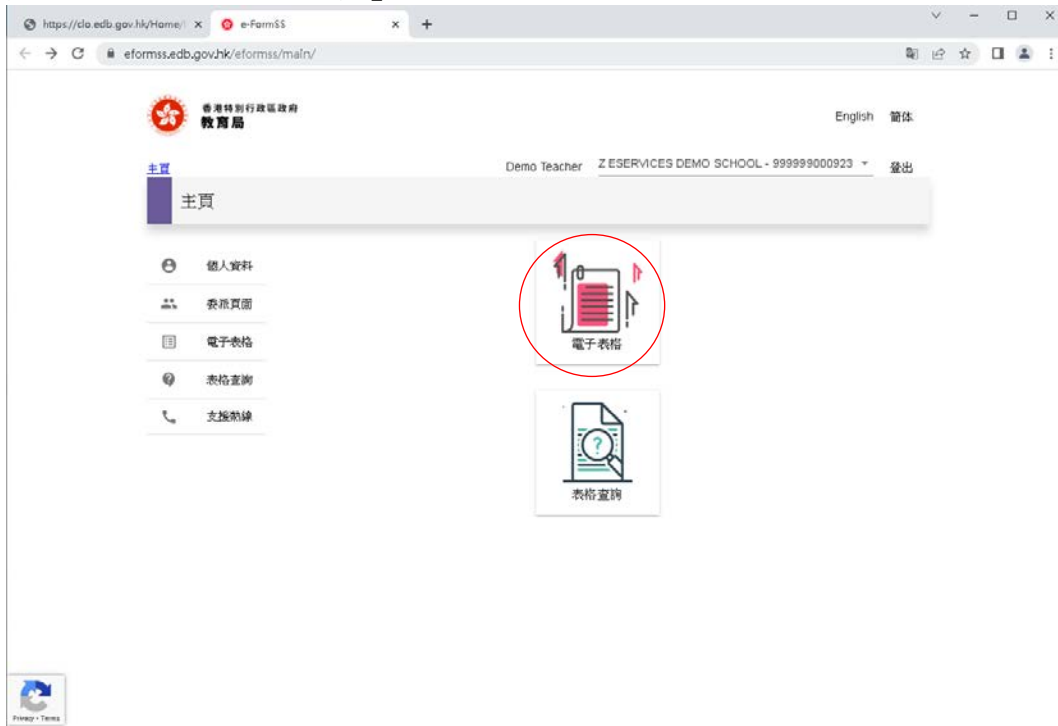 https://clo.edb.gov.hk/Home/
e-FormSS
eformss.edb.gov.hk/eformss/main/
香港特別行政區政府
教育局
English 簡体
主頁
Demo Teacher Z ESERVICES DEMO SCHOOL - 999999000923 登出
主頁
個人資料
委派頁面
電子表格
表格查詢
支援熱線
電子表格
?
表格查詢
Privacy - Terms